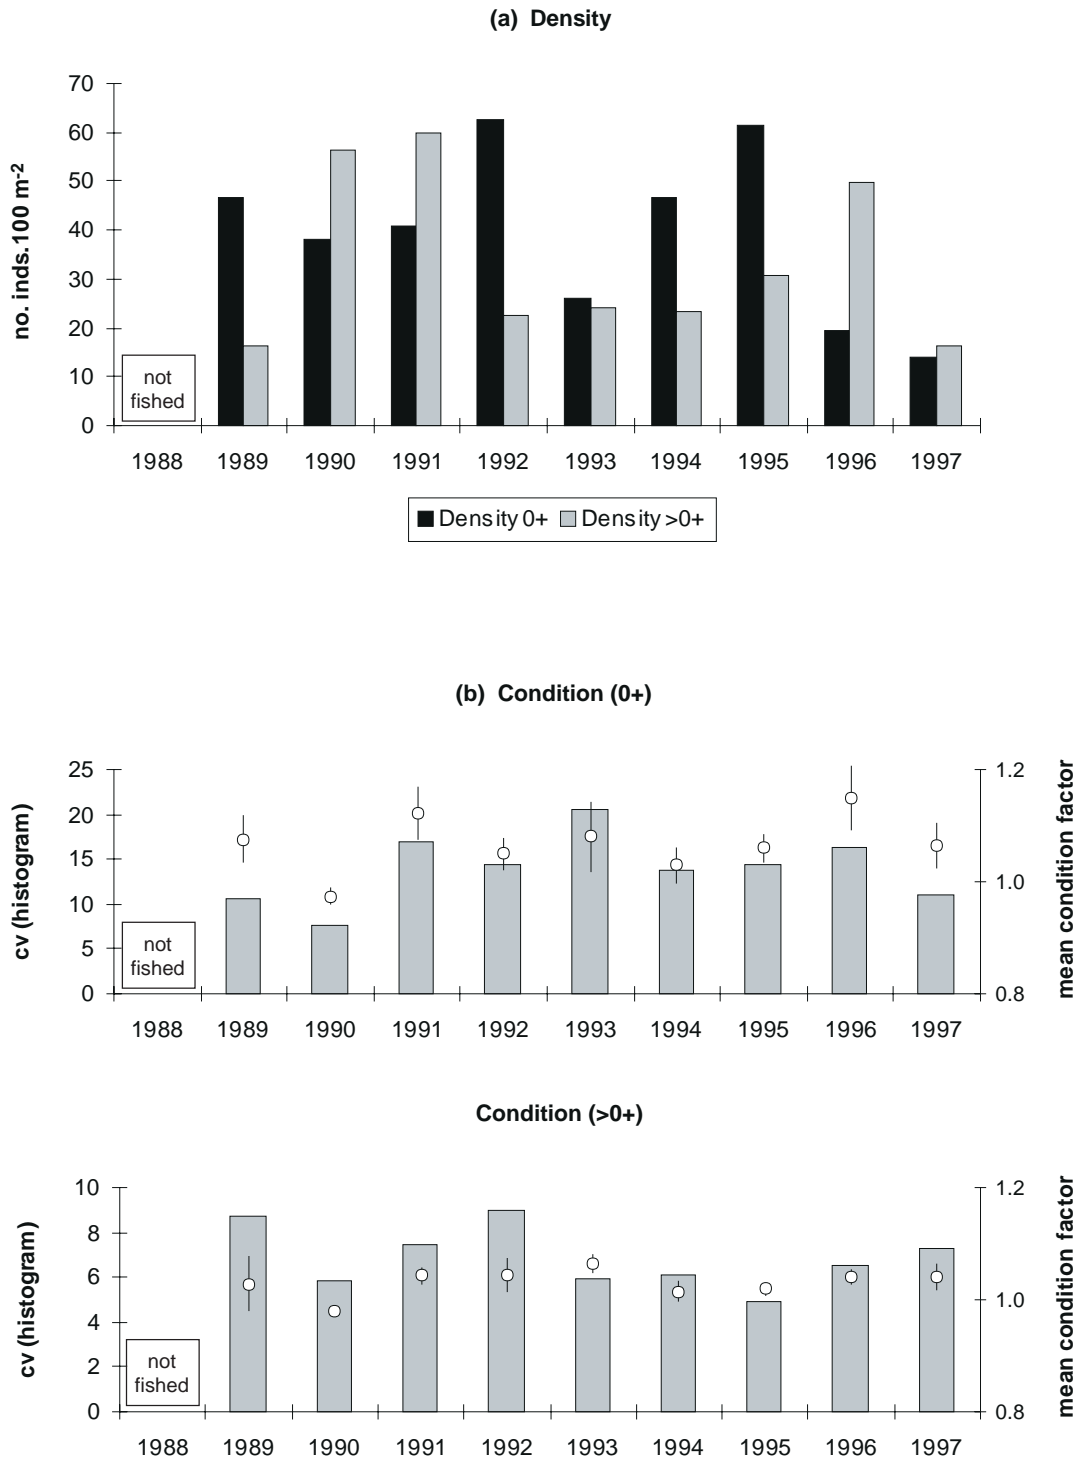 (a) Density
no. inds.100 m-2
70
60
50
40
30
20
10
0
not
fished
1988 1989 1990 1991 1992 1993 1994 1995 1996 1997
Density 0+ Density >0+
(b) Condition (0+)
cv (histogram)
25
20
15
10
5
0
not
fished
1.2
1.0
0.8
mean condition factor
1988 1989 1990 1991 1992 1993 1994 1995 1996 1997
Condition (>0+)
cv (histogram)
10
8
6
4
2
0
not
fished
1.2
1.0
0.8
mean condition factor
1988 1989 1990 1991 1992 1993 1994 1995 1996 1997